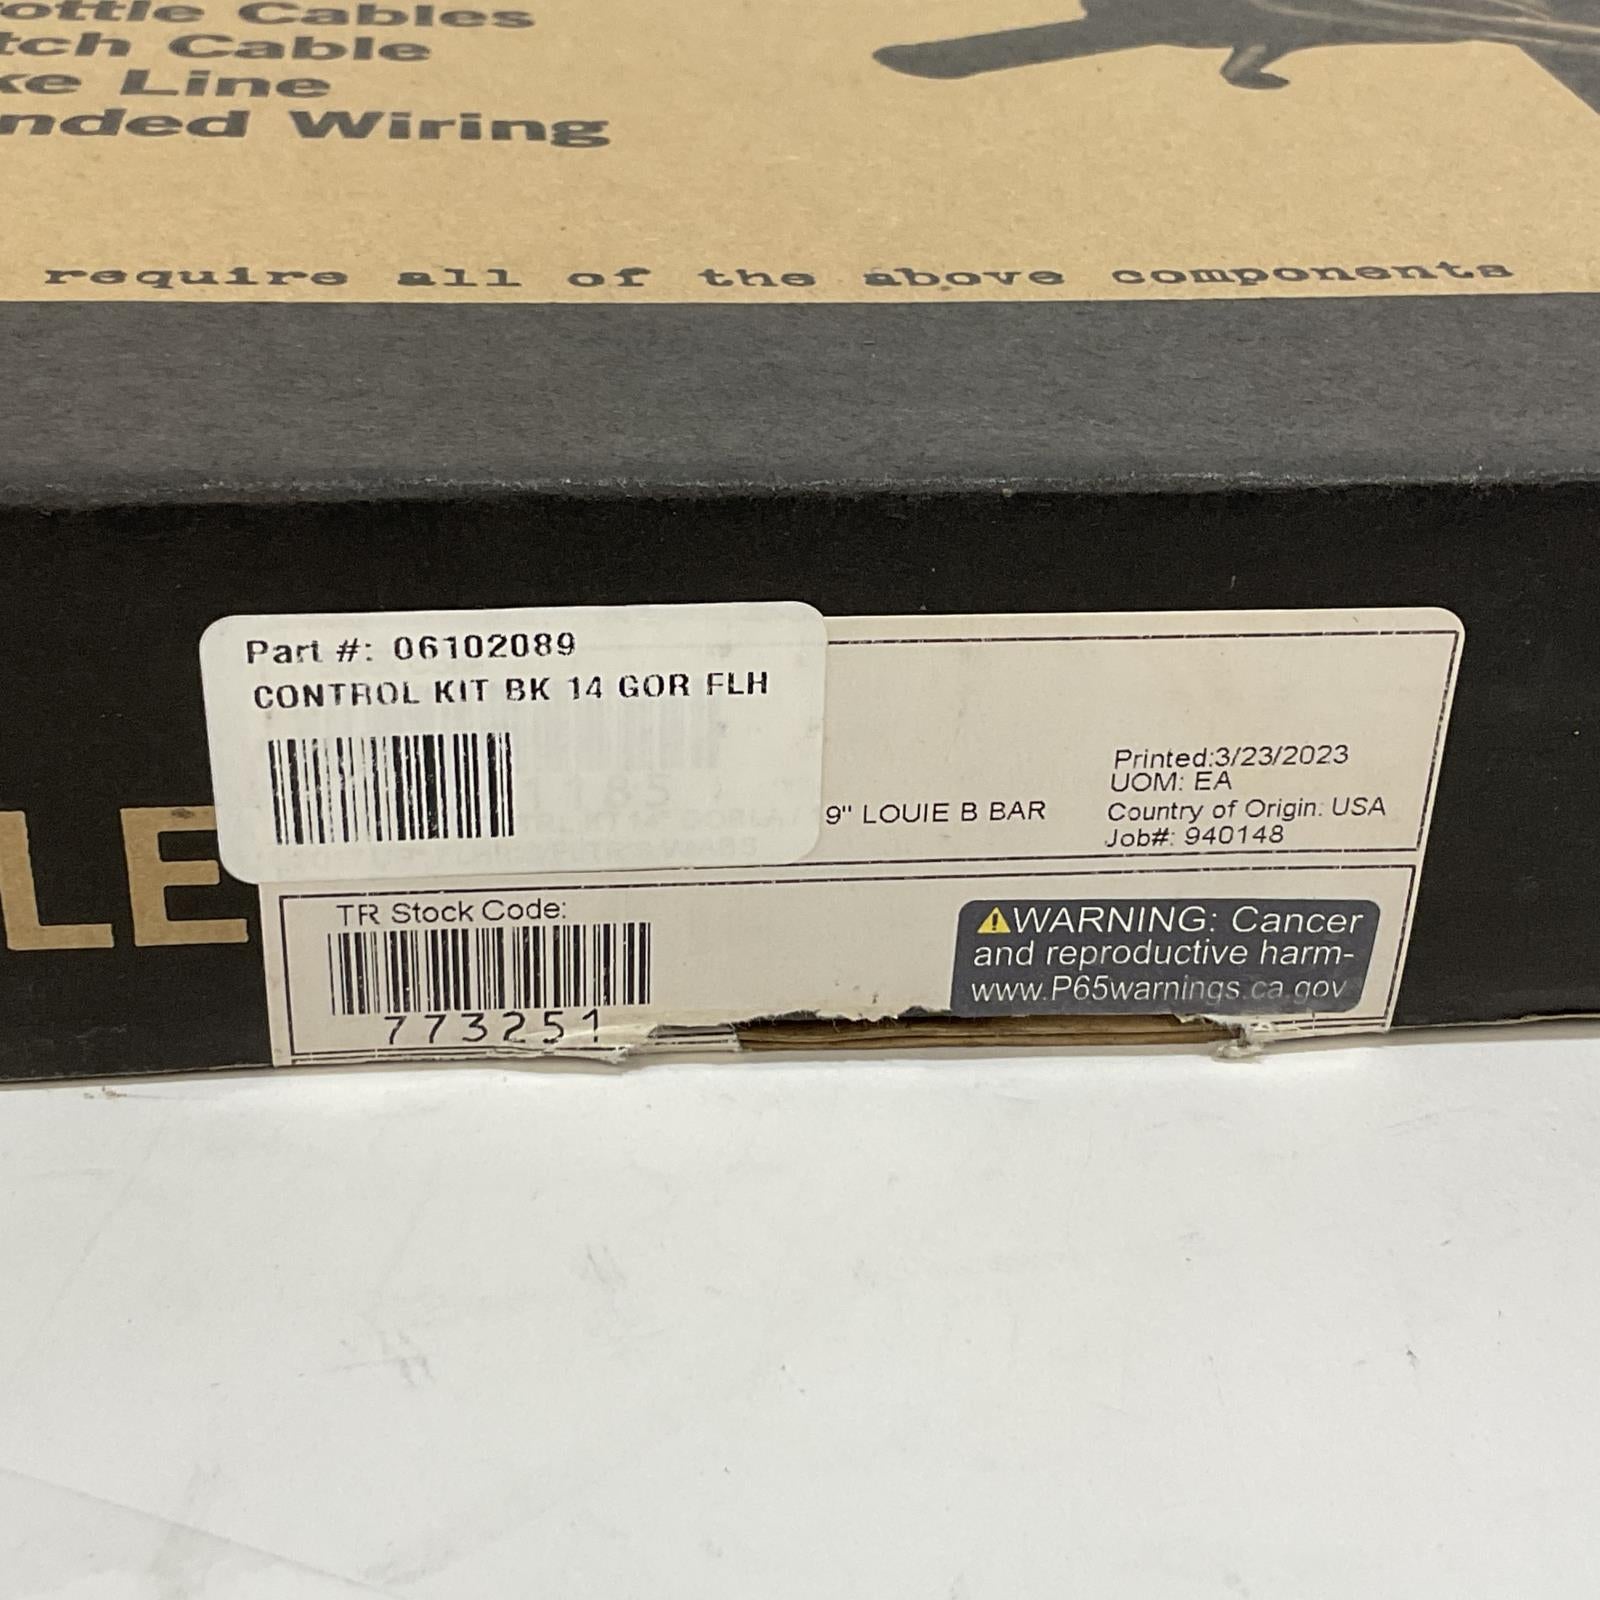 ottle Cables
tch Cable
ke Line
nded Wiring
require all of the above components
LE
Part #: 06102089
CONTROL KIT BK 14 GOR FLH
1185
9" LOUIE B BAR
Printed:3/23/2023
UOM: EA
Country of Origin: USA
Job#: 940148
TR Stock Code:
773251
⚠WARNING: Cancer
and reproductive harm-
www.P65warnings.ca.gov